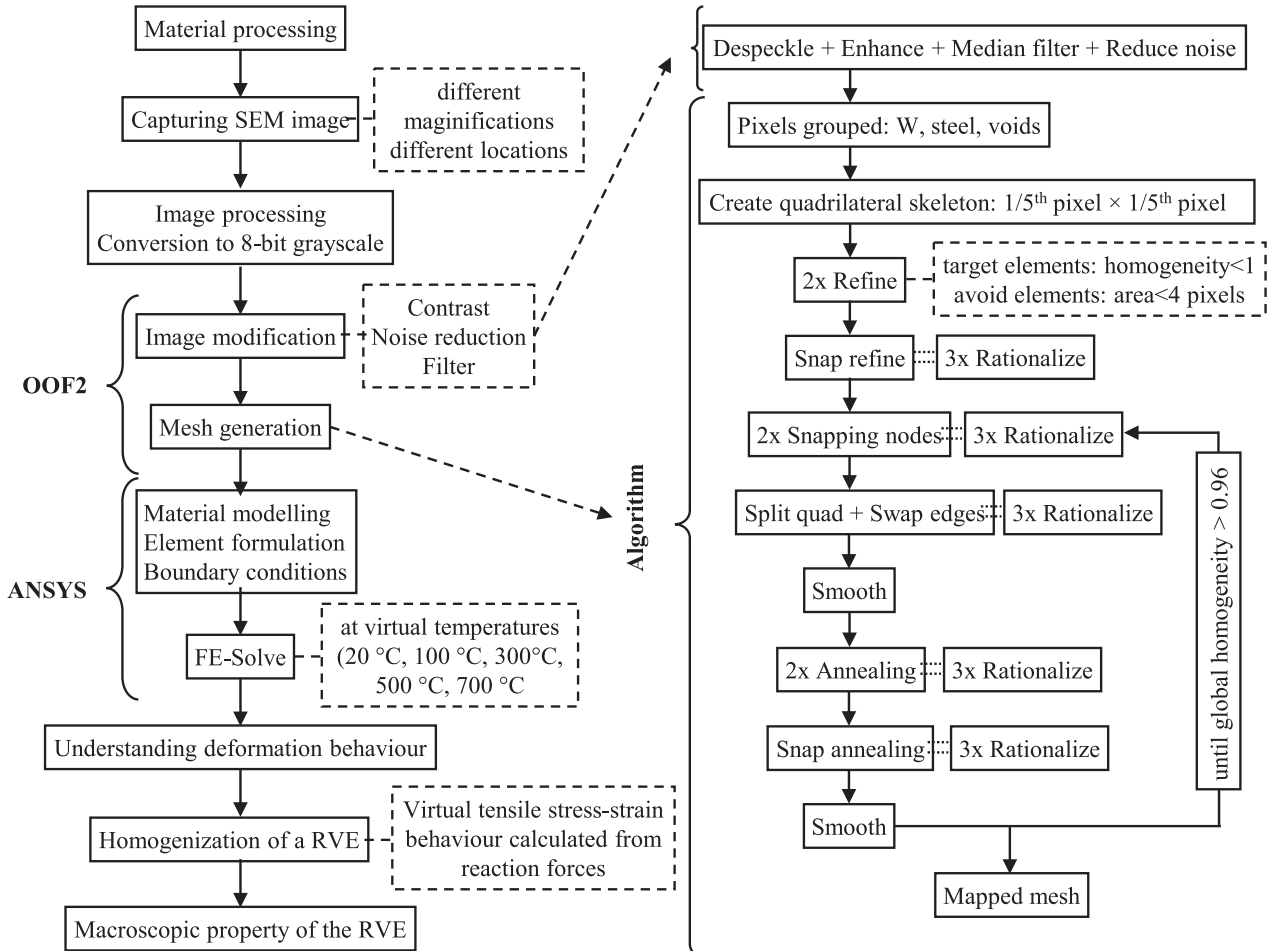 Material processing
Capturing SEM image
different
maginifications
different locations
Image processing
Conversion to 8-bit grayscale
OOF2
Image modification
Contrast
Noise reduction
Filter
Mesh generation
ANSYS
Material modelling
Element formulation
Boundary conditions
FE-Solve
at virtual temperatures
(20 °C, 100 °C, 300°C,
500 °C, 700 °C
Understanding deformation behaviour
Homogenization of a RVE
Virtual tensile stress-strain
behaviour calculated from
reaction forces
Macroscopic property of the RVE
Despeckle + Enhance + Median filter + Reduce noise
Algorithm
Pixels grouped: W, steel, voids
Create quadrilateral skeleton: 1/5th pixel × 1/5th pixel
2x Refine
target elements: homogeneity<1
avoid elements: area<4 pixels
Snap refine
3x Rationalize
2x Snapping nodes
3x Rationalize
Split quad + Swap edges
3x Rationalize
Smooth
2x Annealing
3x Rationalize
Snap annealing
3x Rationalize
Smooth
until global homogeneity > 0.96
Mapped mesh